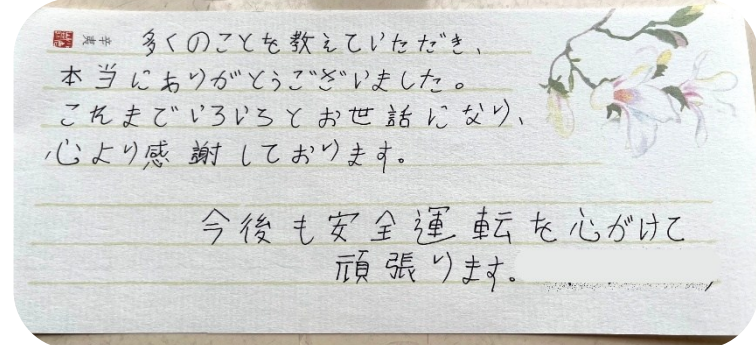 多くのことを教えていただき、
本当にありがとうございました。
これまでいろいろとお世話になり、
心より感謝しております。
今後も安全運転を心がけて
頑張ります。